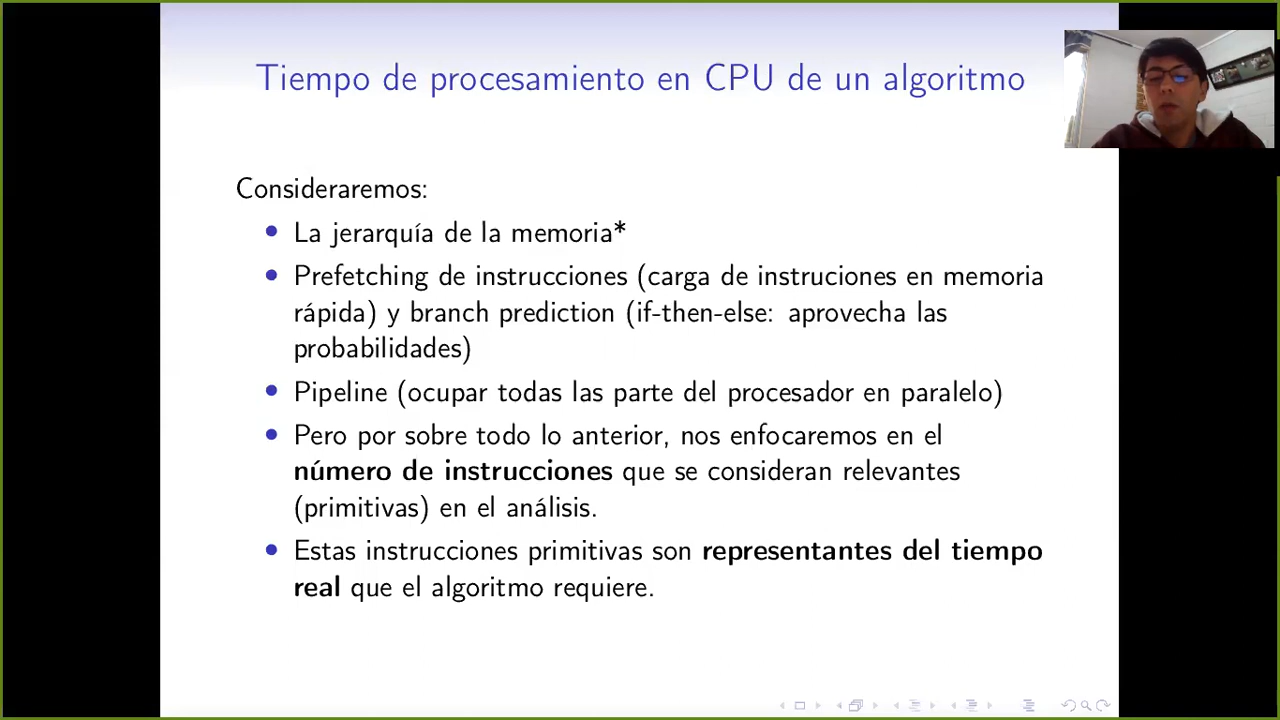 Tiempo de procesamiento en CPU de un algoritmo
Consideraremos:
La jerarquía de la memoria*
Prefetching de instrucciones (carga de instruciones en memoria
rápida) y branch prediction (if-then-else: aprovecha las
probabilidades)
Pipeline (ocupar todas las parte del procesador en paralelo)
Pero por sobre todo lo anterior, nos enfocaremos en el
número de instrucciones que se consideran relevantes
(primitivas) en el análisis.
Estas instrucciones primitivas son representantes del tiempo
real que el algoritmo requiere.